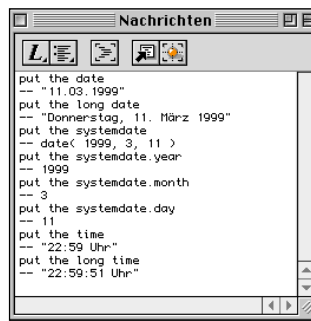 Nachrichten
L
put the date
-- "11.03.1999"
put the long date
-- "Donnerstag, 11. März 1999"
put the systemdate
-- date( 1999, 3, 11 )
put the systemdate.year
-- 1999
put the systemdate.month
-- 3
put the systemdate.day
-- 11
put the time
-- "22:59 Uhr"
put the long time
-- "22:59:51 Uhr"